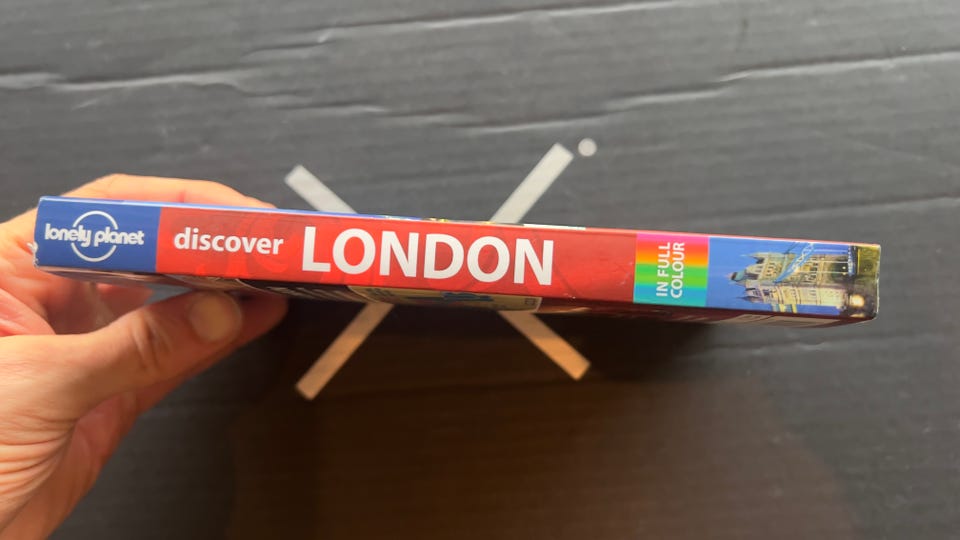 lonely planet
discover LONDON
IN FULL
COLOUR